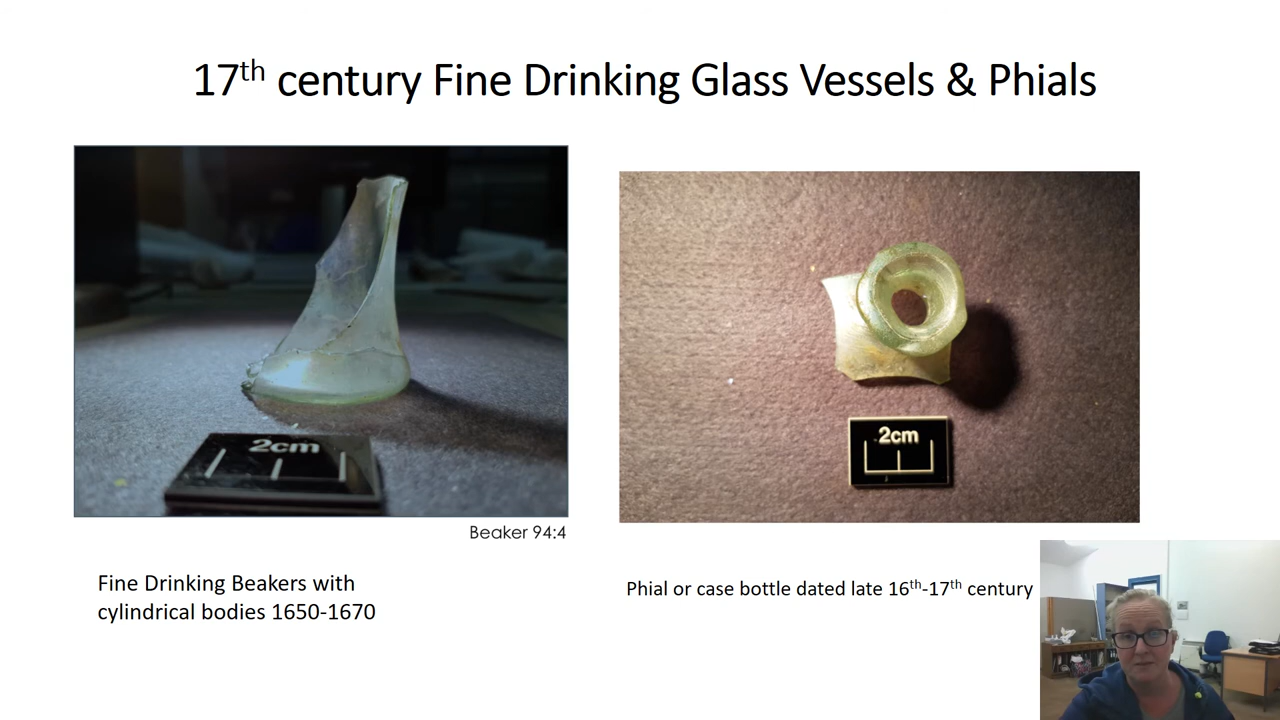 17th century Fine Drinking Glass Vessels & Phials
2cm
2cm
Beaker 94:4
Fine Drinking Beakers with
cylindrical bodies 1650-1670
Phial or case bottle dated late 16th-17th century